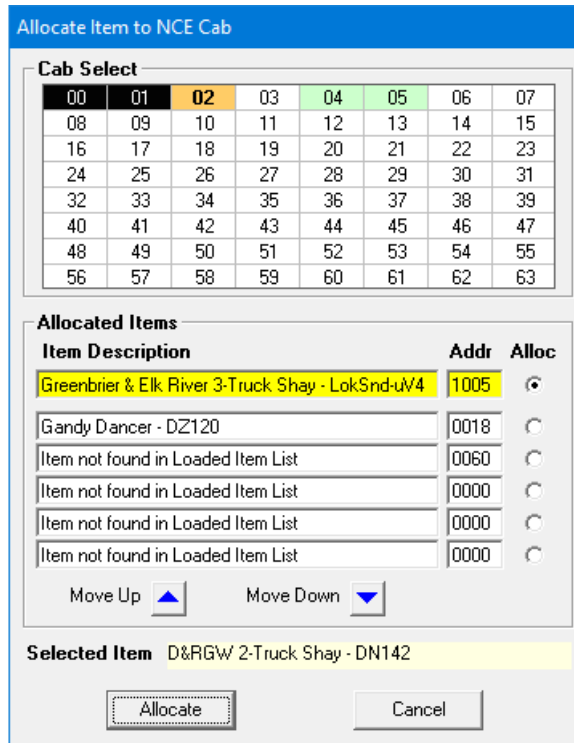 Allocate Item to NCE Cab
Cab Select
00 01 02 03 04 05 06 07
08 09 10 11 12 13 14 15
16 17 18 19 20 21 22 23
24 25 26 27 28 29 30 31
32 33 34 35 36 37 38 39
40 41 42 43 44 45 46 47
48 49 50 51 52 53 54 55
56 57 58 59 60 61 62 63
Allocated Items
Item Description Addr Alloc
Greenbrier & Elk River 3-Truck Shay - LokSnd-uV4 1005
Gandy Dancer - DZ120 0018
Item not found in Loaded Item List 0060
Item not found in Loaded Item List 0000
Item not found in Loaded Item List 0000
Item not found in Loaded Item List 0000
Move Up Move Down
Selected Item D&RGW 2-Truck Shay - DN142
Allocate Cancel